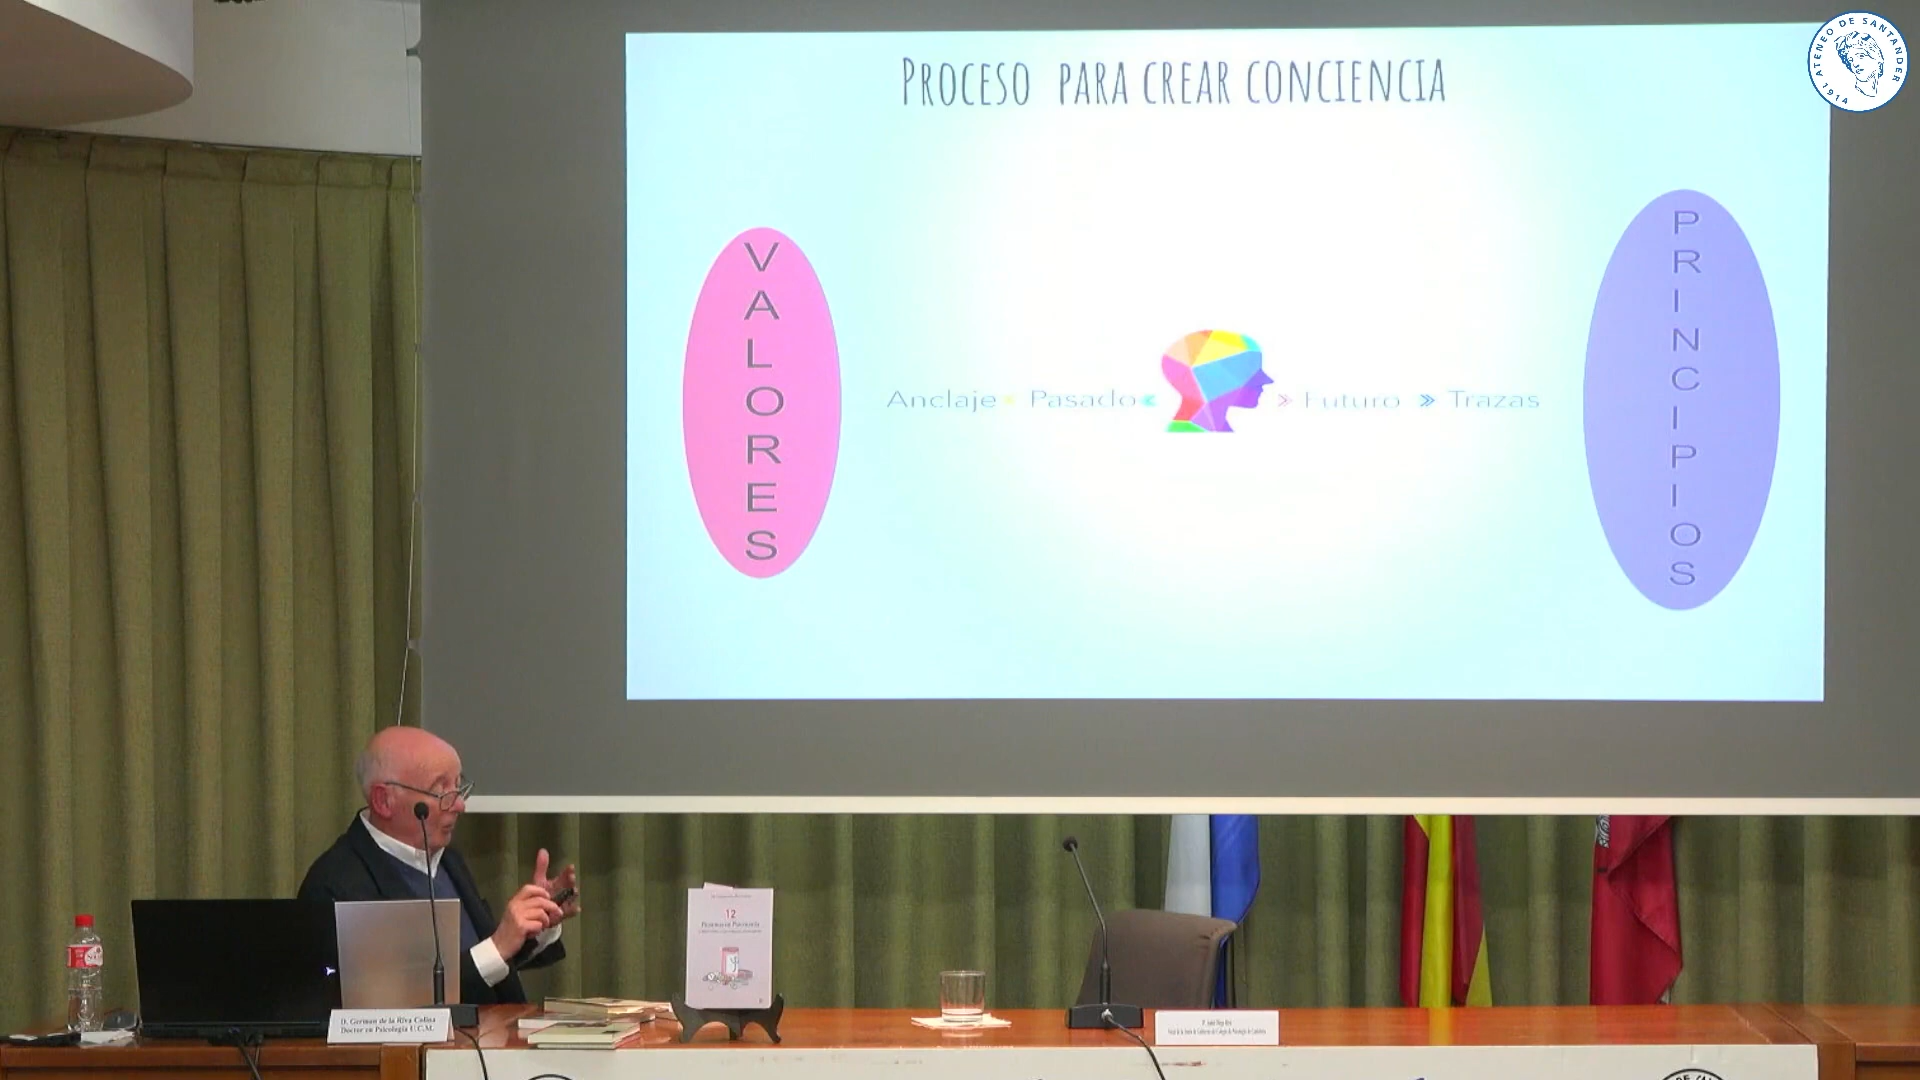 PROCESO PARA CREAR CONCIENCIA
VALORES
Anclaje Pasado Futuro Trazas
PRINCIPIOS
ATENEO DE SANTANDER
1914
12
D. German de la Riva Colina
Doctor en Psicología U.C.M.